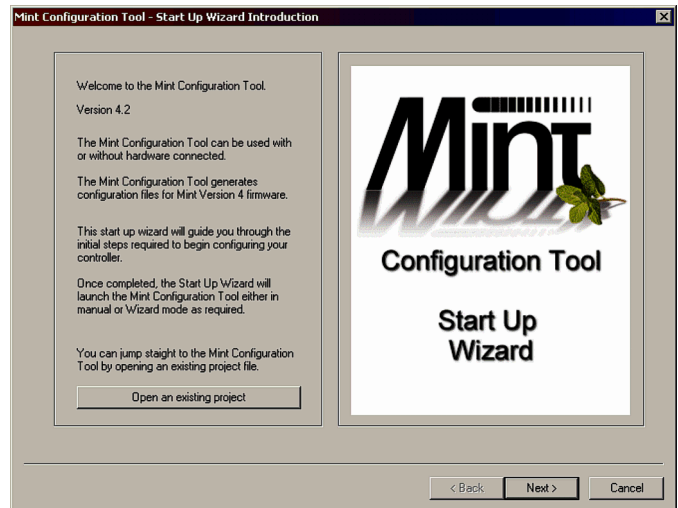 Mint Configuration Tool - Start Up Wizard Introduction
Welcome to the Mint Configuration Tool.
Version 4.2
The Mint Configuration Tool can be used with
or without hardware connected.
The Mint Configuration Tool generates
configuration files for Mint Version 4 firmware.
This start up wizard will guide you through the
initial steps required to begin configuring your
controller.
Once completed, the Start Up Wizard will
launch the Mint Configuration Tool either in
manual or Wizard mode as required.
You can jump staight to the Mint Configuration
Tool by opening an existing project file.
Open an existing project
Mint
Configuration Tool
Start Up
Wizard
< Back
Next >
Cancel